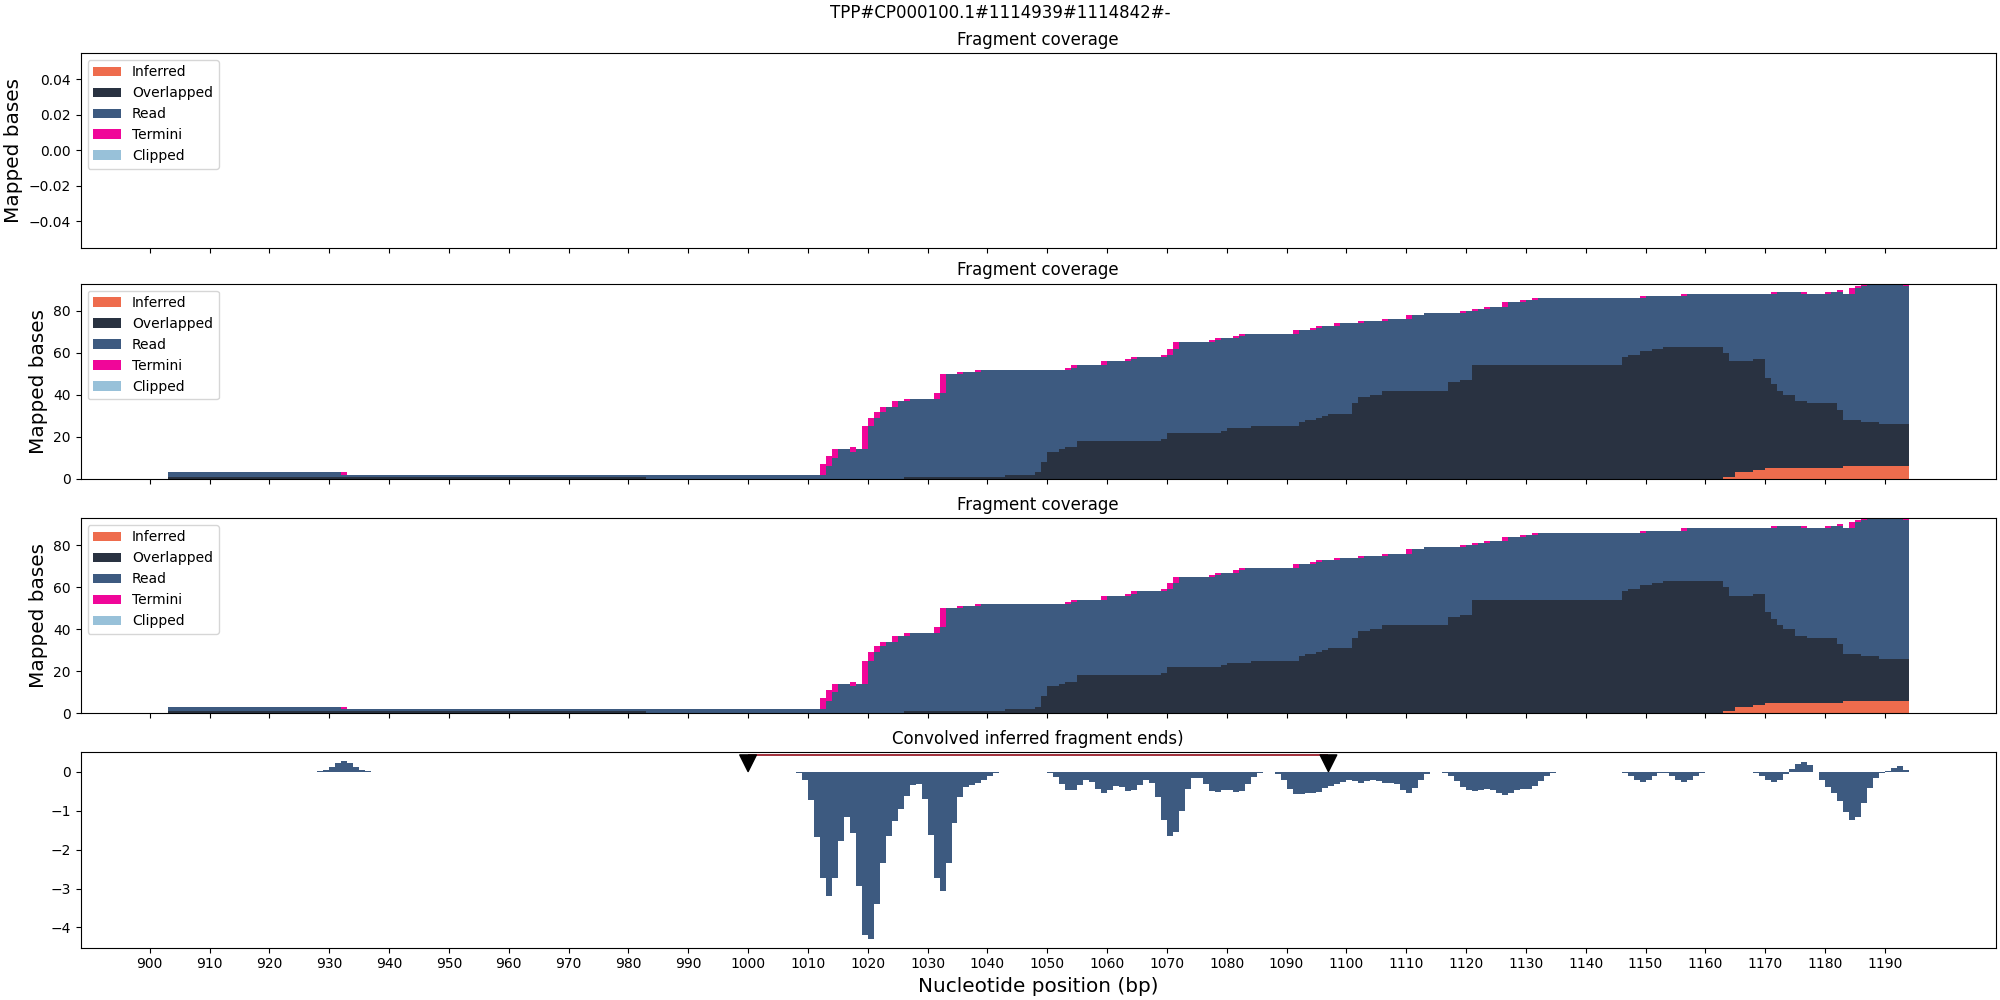 TPP#CP000100.1#1114939#1114842#-
Fragment coverage
Mapped bases
0.04
0.02
0.00
−0.02
−0.04
Inferred
Overlapped
Read
Termini
Clipped
Fragment coverage
Mapped bases
80
60
40
20
0
Inferred
Overlapped
Read
Termini
Clipped
Fragment coverage
Mapped bases
80
60
40
20
0
Inferred
Overlapped
Read
Termini
Clipped
Convolved inferred fragment ends)
0
−1
−2
−3
−4
900 910 920 930 940 950 960 970 980 990 1000 1010 1020 1030 1040 1050 1060 1070 1080 1090 1100 1110 1120 1130 1140 1150 1160 1170 1180 1190
Nucleotide position (bp)